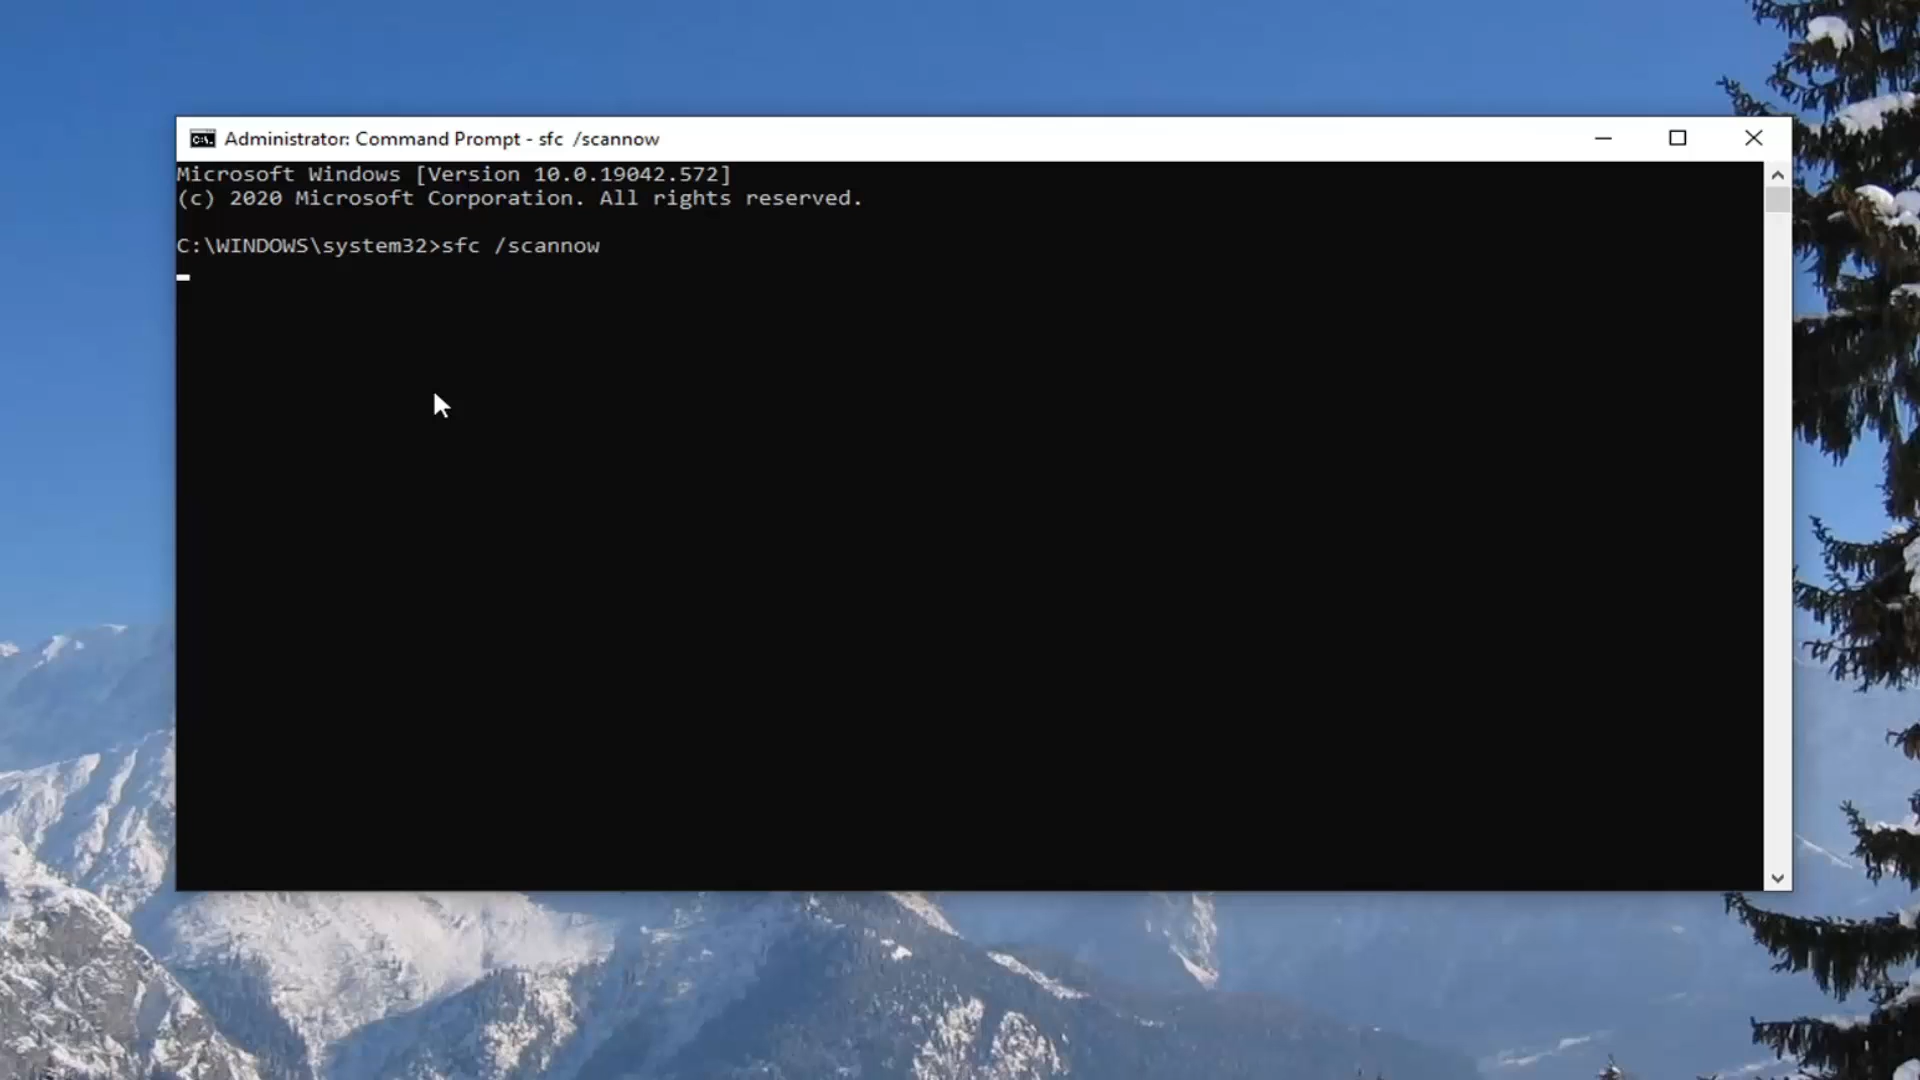 Administrator: Command Prompt - sfc  /scannow
Microsoft Windows [Version 10.0.19042.572]
(c) 2020 Microsoft Corporation. All rights reserved.
C:\WINDOWS\system32>sfc /scannow